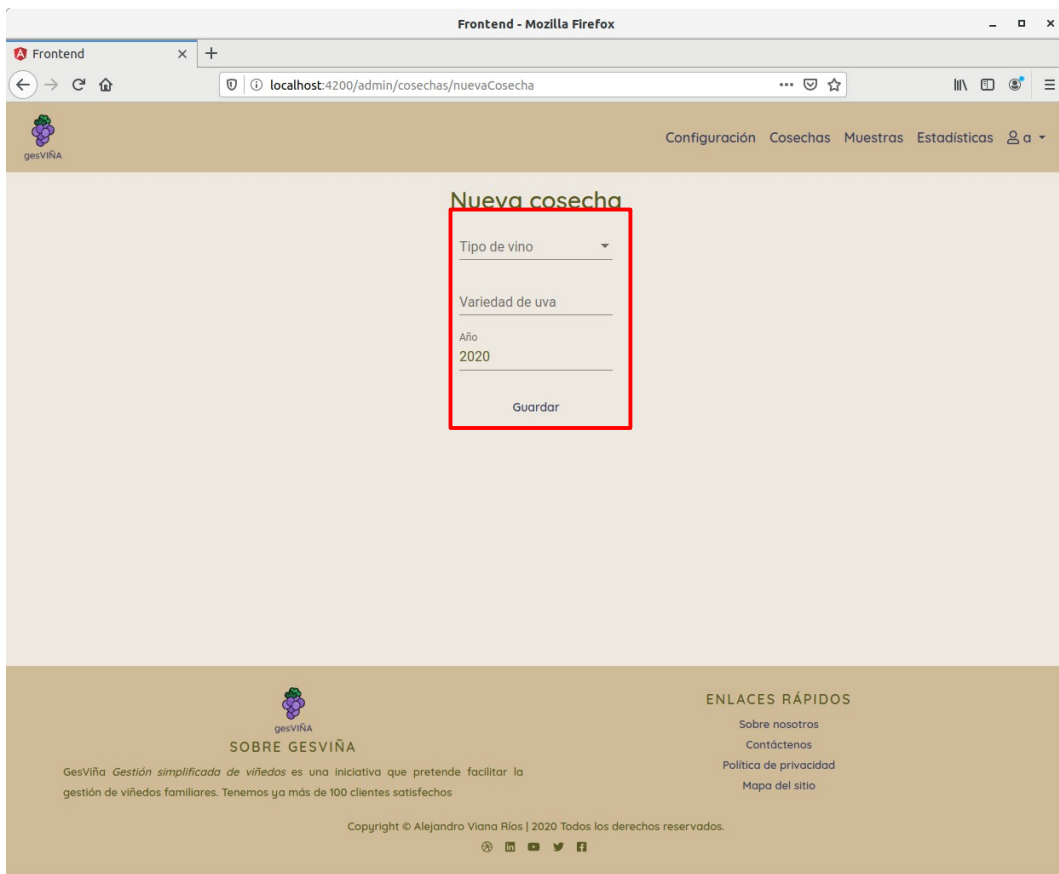 Frontend - Mozilla Firefox
Frontend
localhost:4200/admin/cosechas/nuevaCosecha
gesVIÑA
Configuración Cosechas Muestras Estadísticas a
Nueva cosecha
Tipo de vino
Variedad de uva
Año
2020
Guardar
gesVIÑA
SOBRE GESVIÑA
GesViña Gestión simplificada de viñedos es una iniciativa que pretende facilitar la
gestión de viñedos familiares. Tenemos ya más de 100 clientes satisfechos
ENLACES RÁPIDOS
Sobre nosotros
Contáctenos
Política de privacidad
Mapa del sitio
Copyright © Alejandro Viana Ríos | 2020 Todos los derechos reservados.